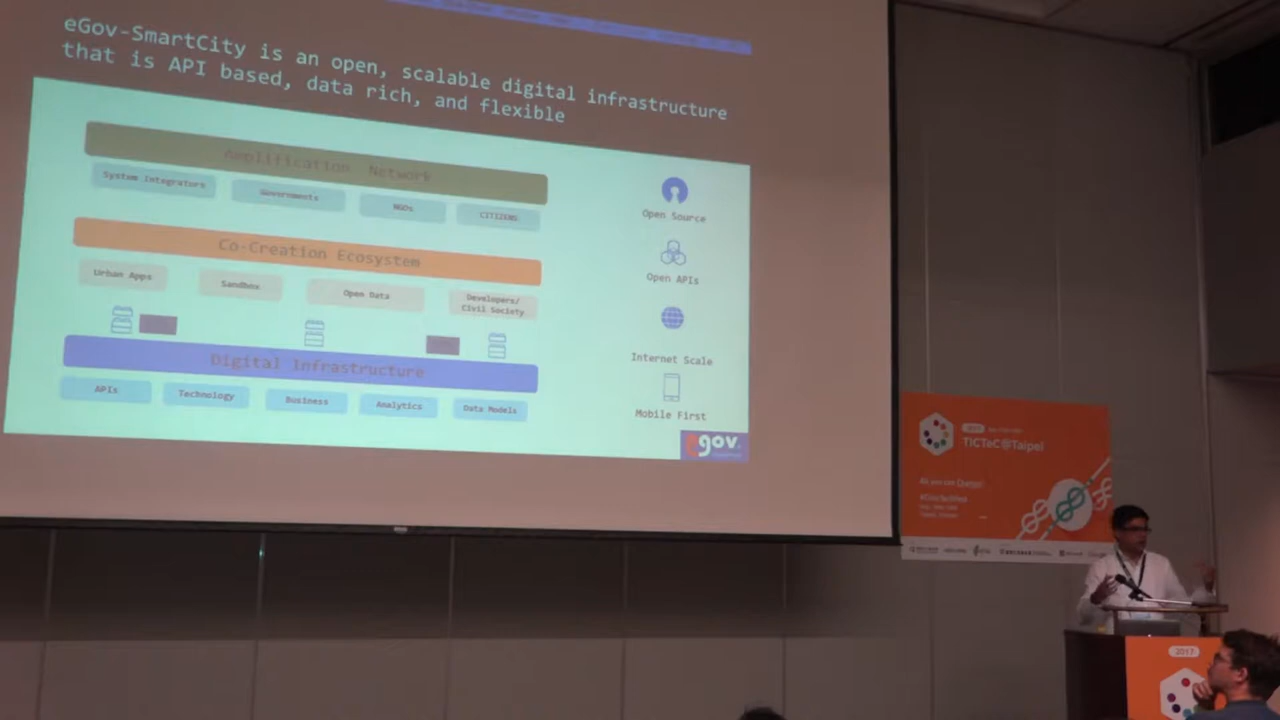 eGov-SmartCity is an open, scalable digital infrastructure
that is API based, data rich, and flexible
Amplification Network
System Integrators
Governments
NGOs
CITIZENS
Co-Creation Ecosystem
Urban Apps
Sandbox
Open Data
Developers/
Civil Society
Digital Infrastructure
APIs
Technology
Business
Analytics
Data Models
Open Source
Open APIs
Internet Scale
Mobile First
egov.
2017
TICTeC@Taipei
2017